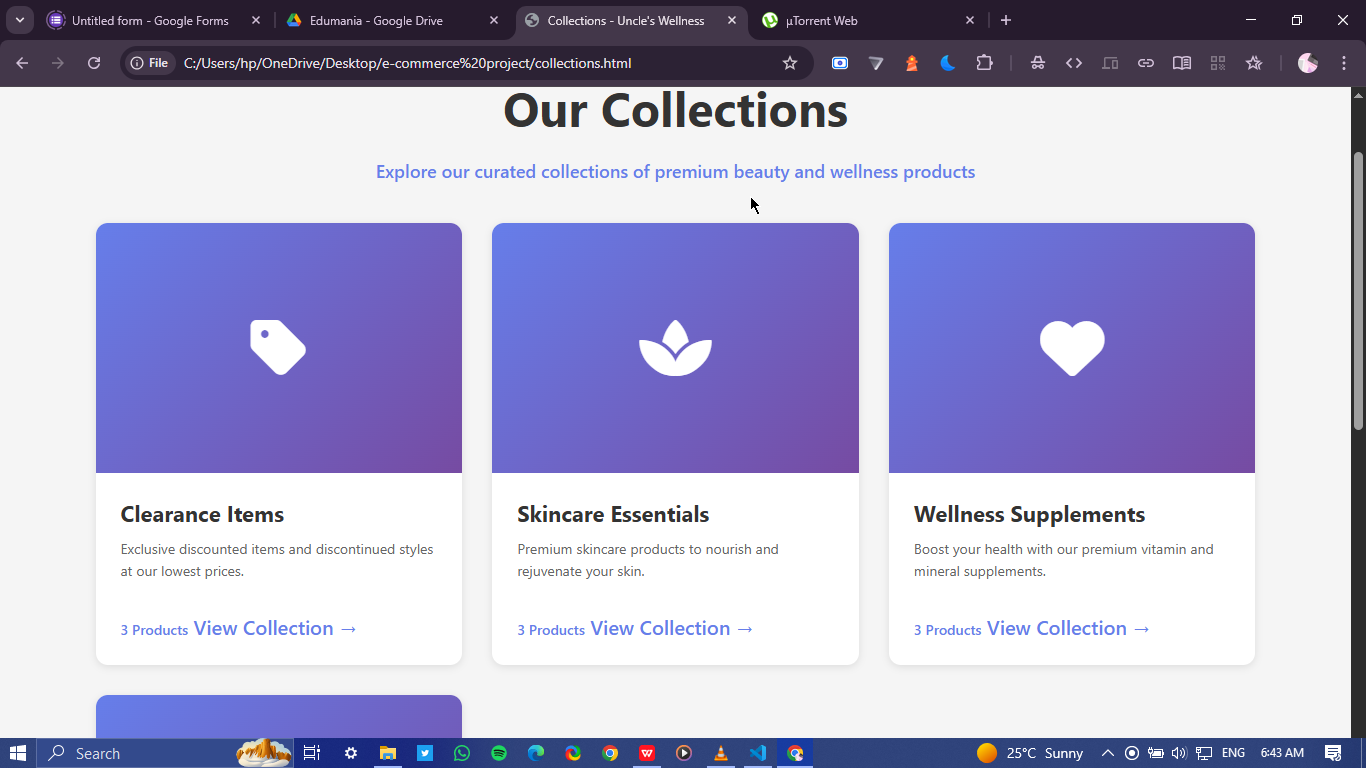 Untitled form - Google Forms
Edumania - Google Drive
Collections - Uncle's Wellness
µTorrent Web
File
C:/Users/hp/OneDrive/Desktop/e-commerce%20project/collections.html
Our Collections
Explore our curated collections of premium beauty and wellness products
Clearance Items
Exclusive discounted items and discontinued styles
at our lowest prices.
3 Products View Collection →
Skincare Essentials
Premium skincare products to nourish and
rejuvenate your skin.
3 Products View Collection →
Wellness Supplements
Boost your health with our premium vitamin and
mineral supplements.
3 Products View Collection →
Search
25°C Sunny
ENG
6:43 AM